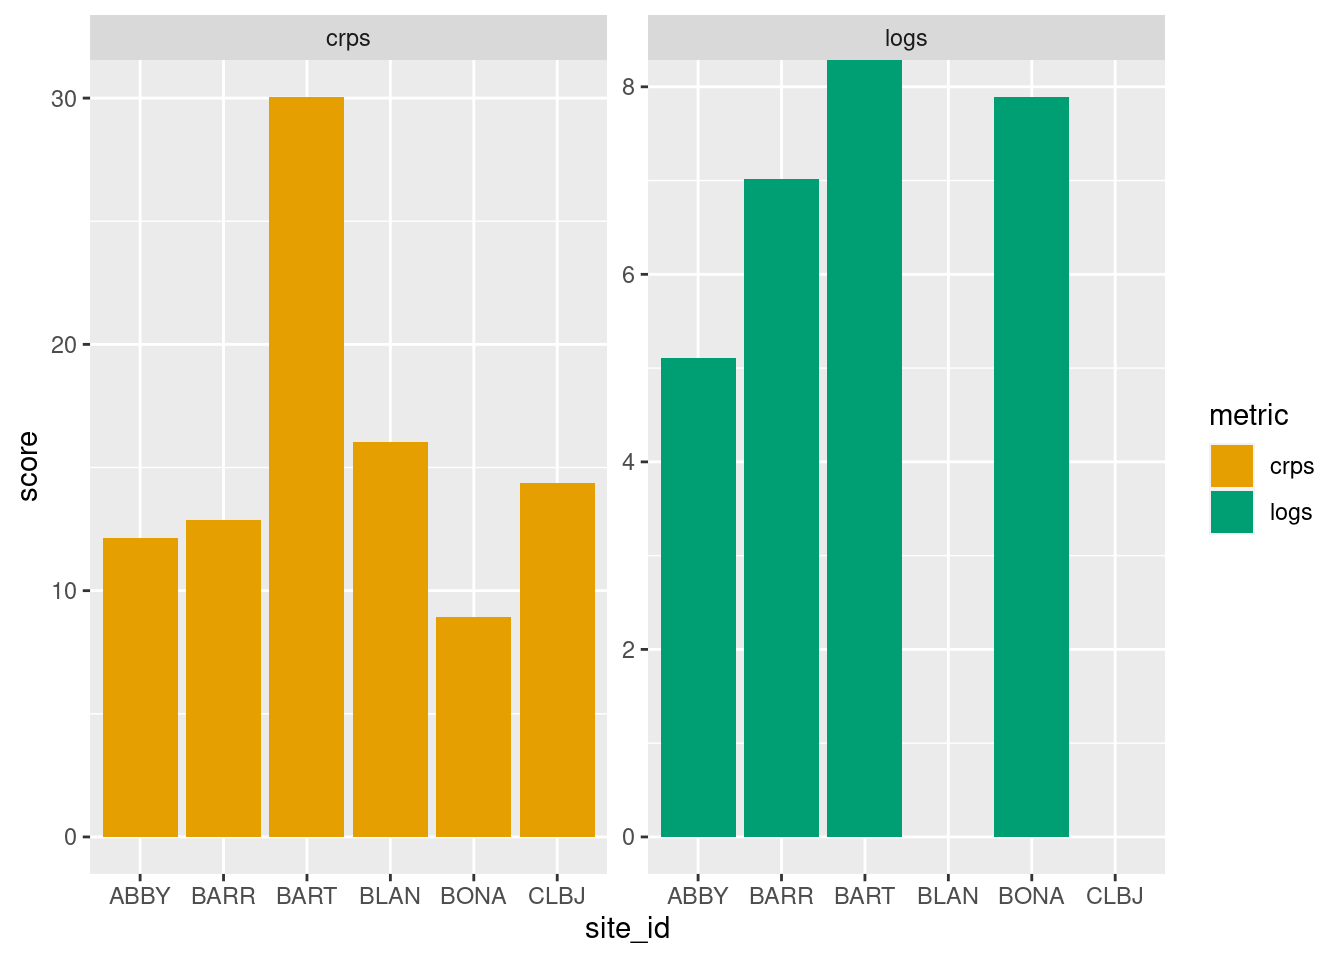 crps
logs
30
20
10
0
8
6
4
2
0
score
ABBY BARR BART BLAN BONA CLBJ
ABBY BARR BART BLAN BONA CLBJ
site_id
metric
crps
logs